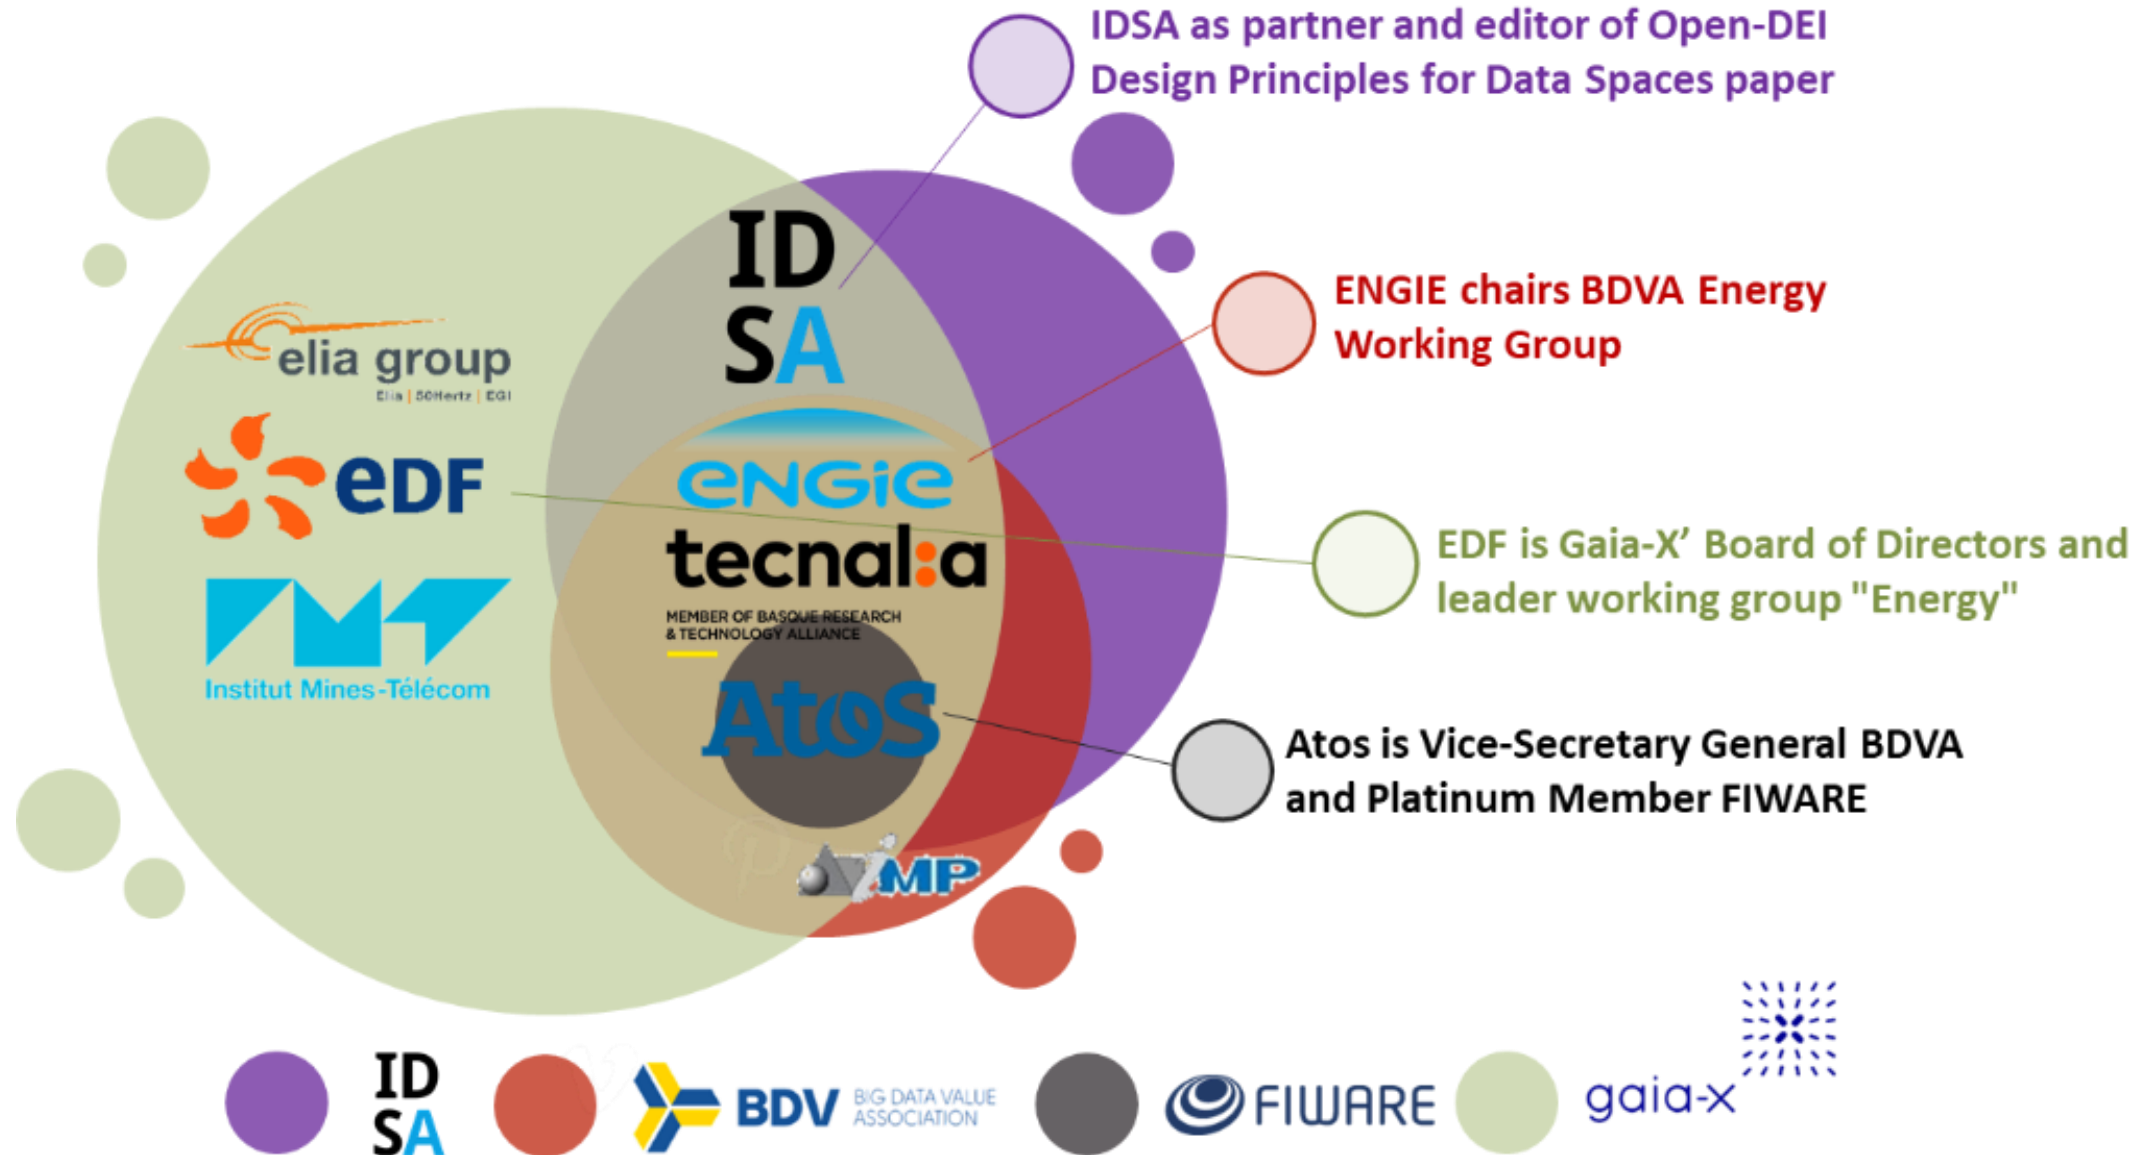 IDSA as partner and editor of Open-DEI
Design Principles for Data Spaces paper
ID
SA
ENGIE chairs BDVA Energy
Working Group
elia group
Elia | 50Hertz | EGI
eDF
ENGIE
tecnal:a
MEMBER OF BASQUE RESEARCH
& TECHNOLOGY ALLIANCE
EDF is Gaia-X’ Board of Directors and
leader working group "Energy"
Institut Mines-Télécom
Atos
Atos is Vice-Secretary General BDVA
and Platinum Member FIWARE
MP
ID
SA
BDV BIG DATA VALUE
ASSOCIATION
FIWARE
gaia-x